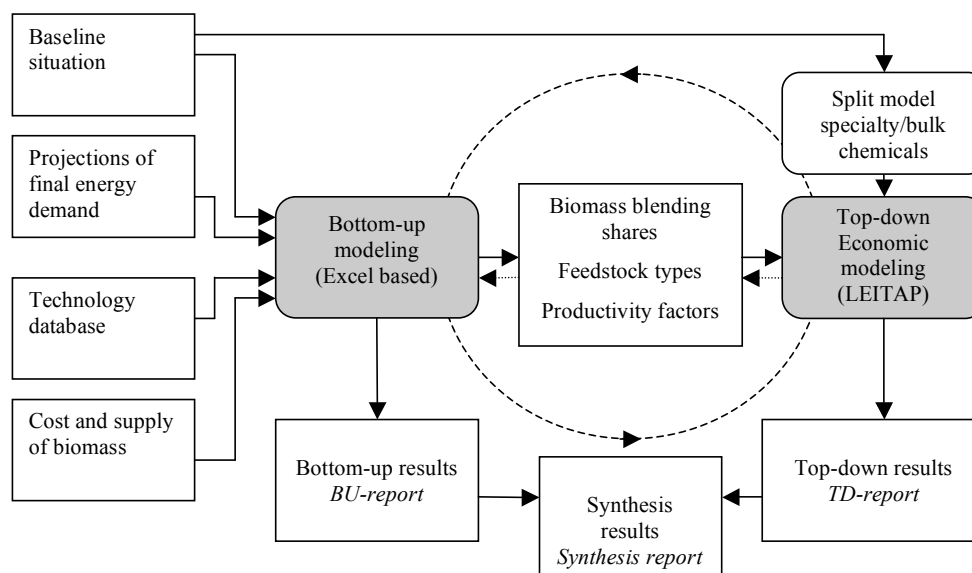 Baseline
situation
Projections of
final energy
demand
Technology
database
Cost and supply
of biomass
Bottom-up
modeling
(Excel based)
Biomass blending
shares
Feedstock types
Productivity factors
Split model
specialty/bulk
chemicals
Top-down
Economic
modeling
(LEITAP)
Bottom-up results
BU-report
Synthesis
results
Synthesis report
Top-down results
TD-report